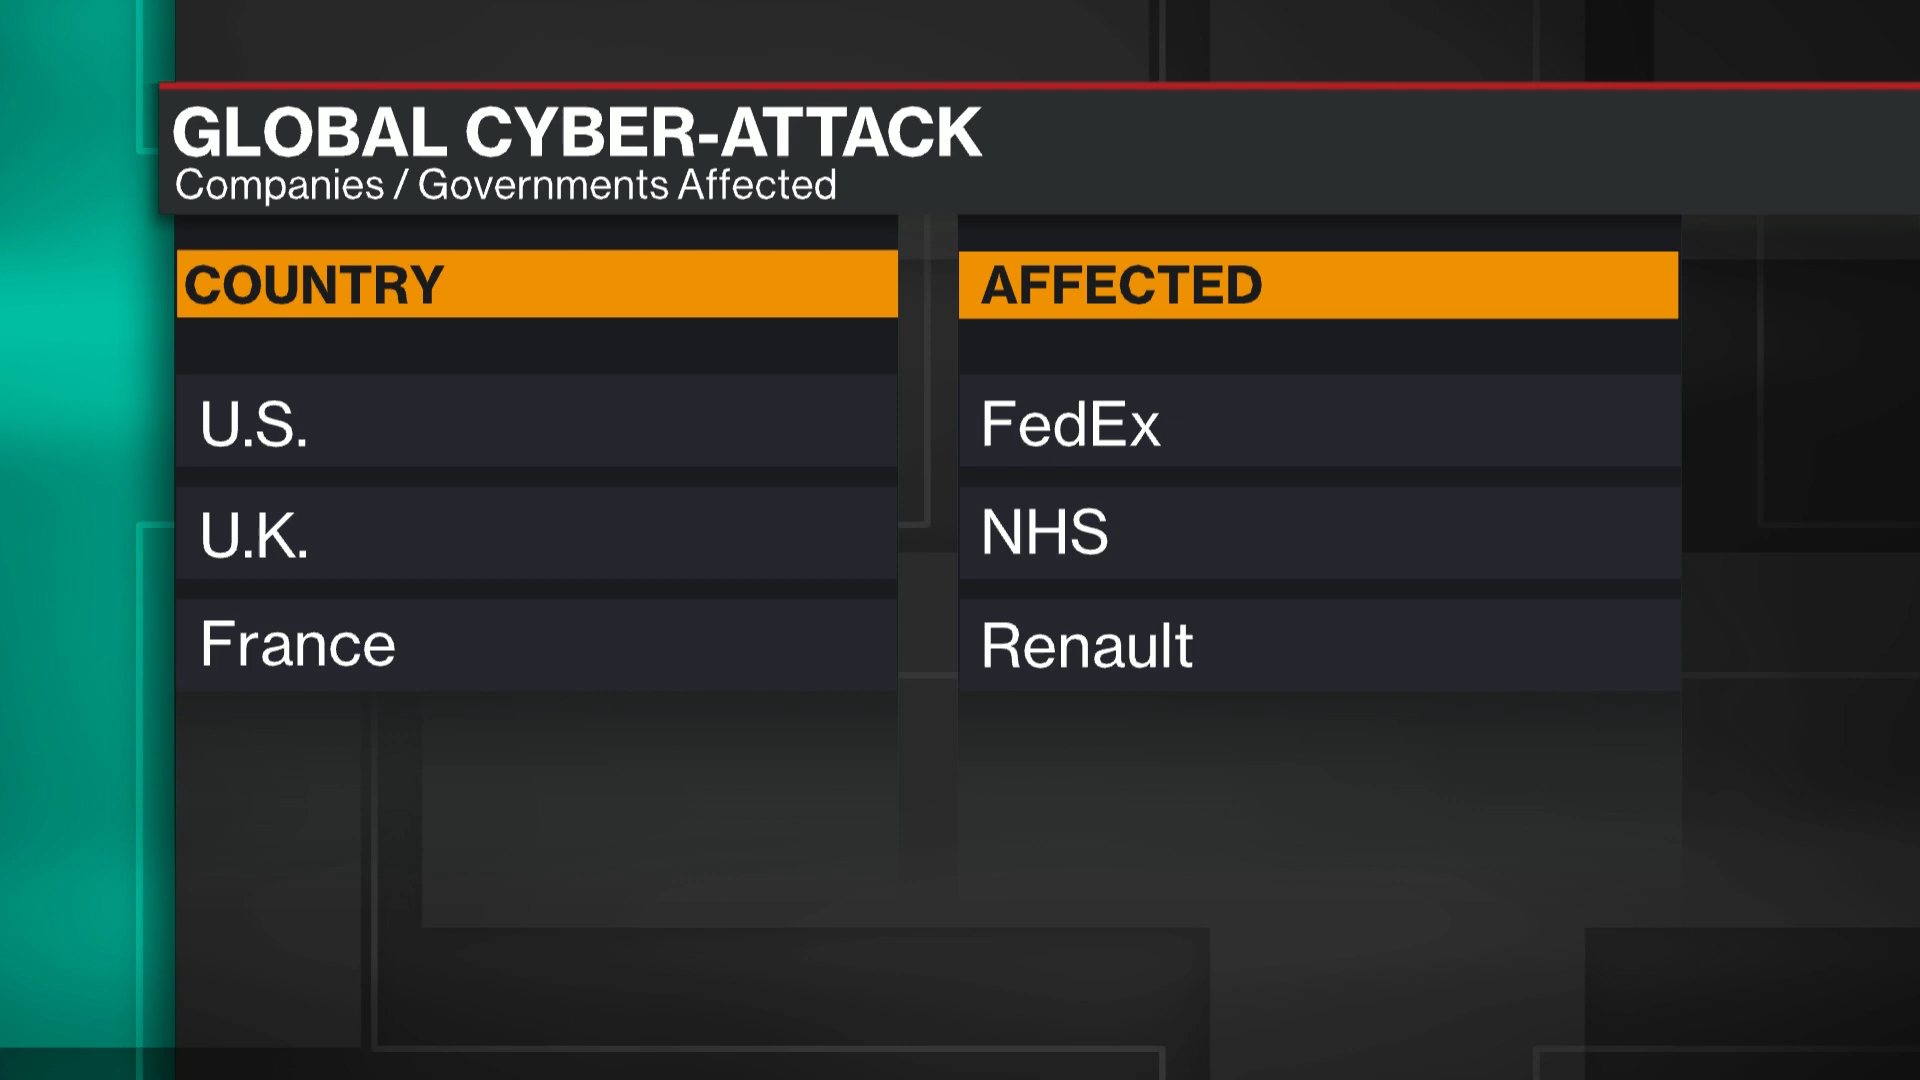 GLOBAL CYBER-ATTACK
Companies / Governments Affected
COUNTRY AFFECTED
U.S. FedEx
U.K. NHS
France Renault